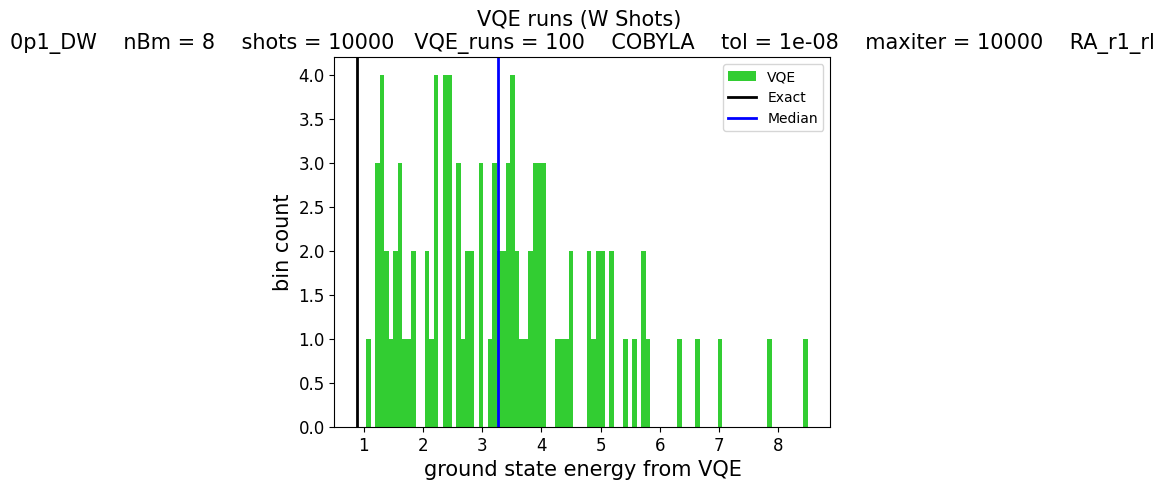 VQE runs (W Shots)
0p1_DW    nBm = 8    shots = 10000   VQE_runs = 100    COBYLA    tol = 1e-08    maxiter = 10000    RA_r1_rl
VQE
Exact
Median
bin count
4.0
3.5
3.0
2.5
2.0
1.5
1.0
0.5
0.0
1 2 3 4 5 6 7 8
ground state energy from VQE